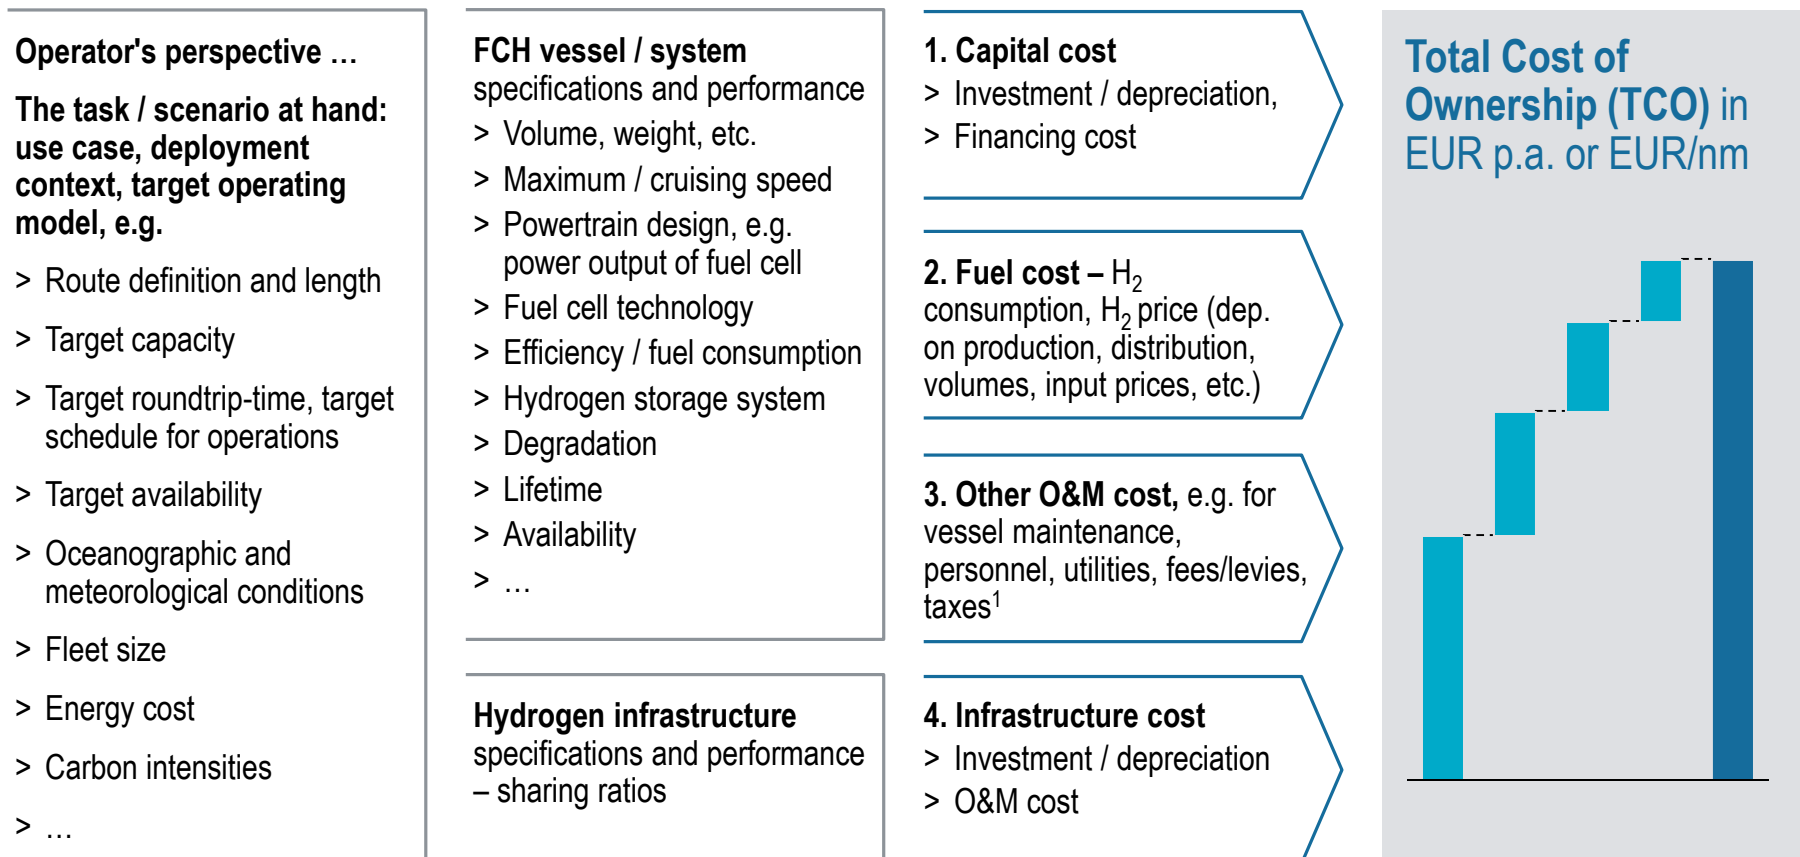 Operator's perspective …
The task / scenario at hand:
use case, deployment
context, target operating
model, e.g.
> Route definition and length
> Target capacity
> Target roundtrip-time, target
schedule for operations
> Target availability
> Oceanographic and
meteorological conditions
> Fleet size
> Energy cost
> Carbon intensities
> …
FCH vessel / system
specifications and performance
> Volume, weight, etc.
> Maximum / cruising speed
> Powertrain design, e.g.
power output of fuel cell
> Fuel cell technology
> Efficiency / fuel consumption
> Hydrogen storage system
> Degradation
> Lifetime
> Availability
> …
Hydrogen infrastructure
specifications and performance
– sharing ratios
1. Capital cost
> Investment / depreciation,
> Financing cost
2. Fuel cost – H₂
consumption, H₂ price (dep.
on production, distribution,
volumes, input prices, etc.)
3. Other O&M cost, e.g. for
vessel maintenance,
personnel, utilities, fees/levies,
taxes¹
4. Infrastructure cost
> Investment / depreciation
> O&M cost
Total Cost of
Ownership (TCO) in
EUR p.a. or EUR/nm